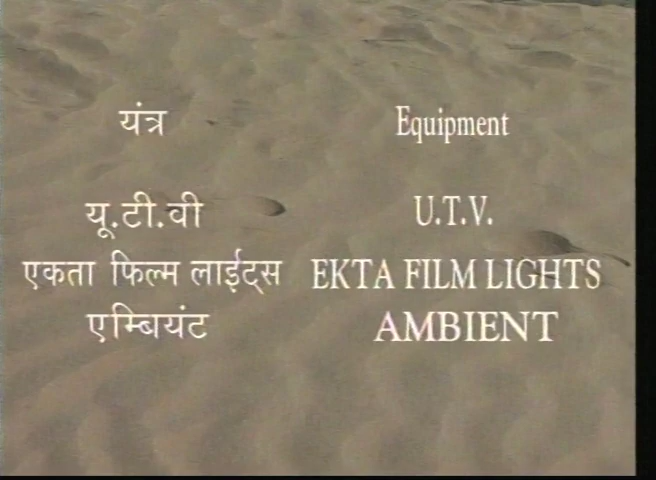 यंत्र Equipment
यू.टी.वी U.T.V.
एकता फिल्म लाईट्स EKTA FILM LIGHTS
एम्बियंट AMBIENT